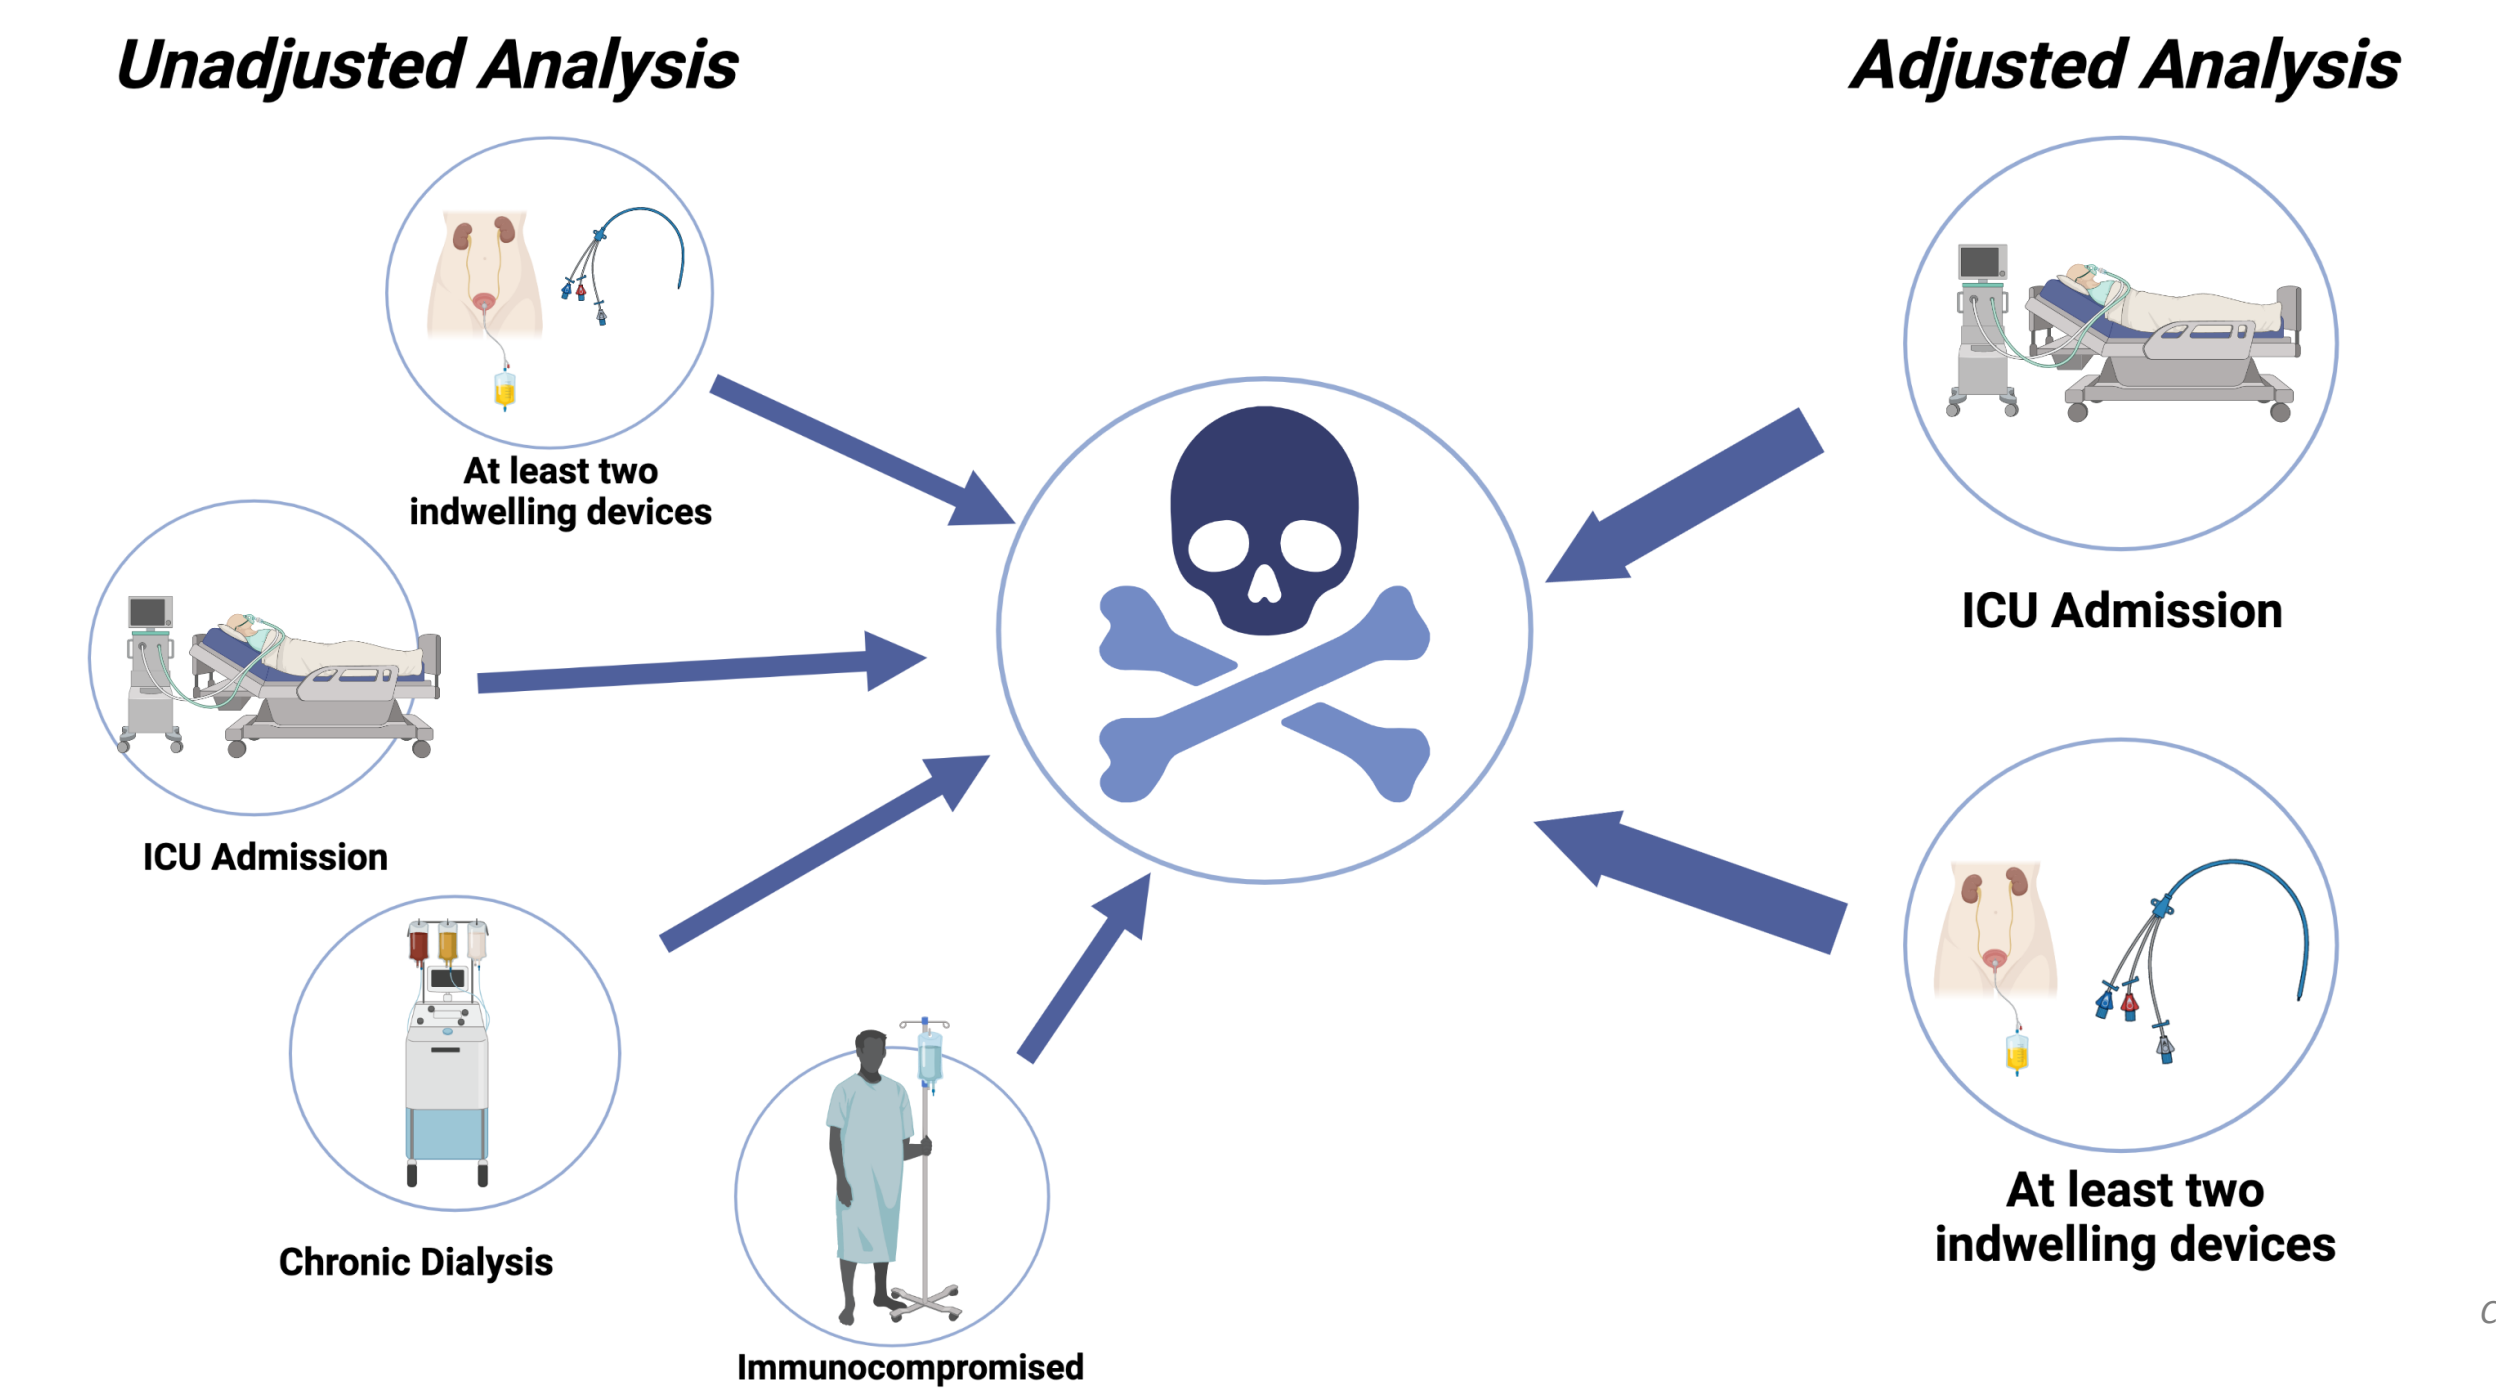 Unadjusted Analysis
Adjusted Analysis
At least two
indwelling devices
ICU Admission
Chronic Dialysis
Immunocompromised
ICU Admission
At least two
indwelling devices